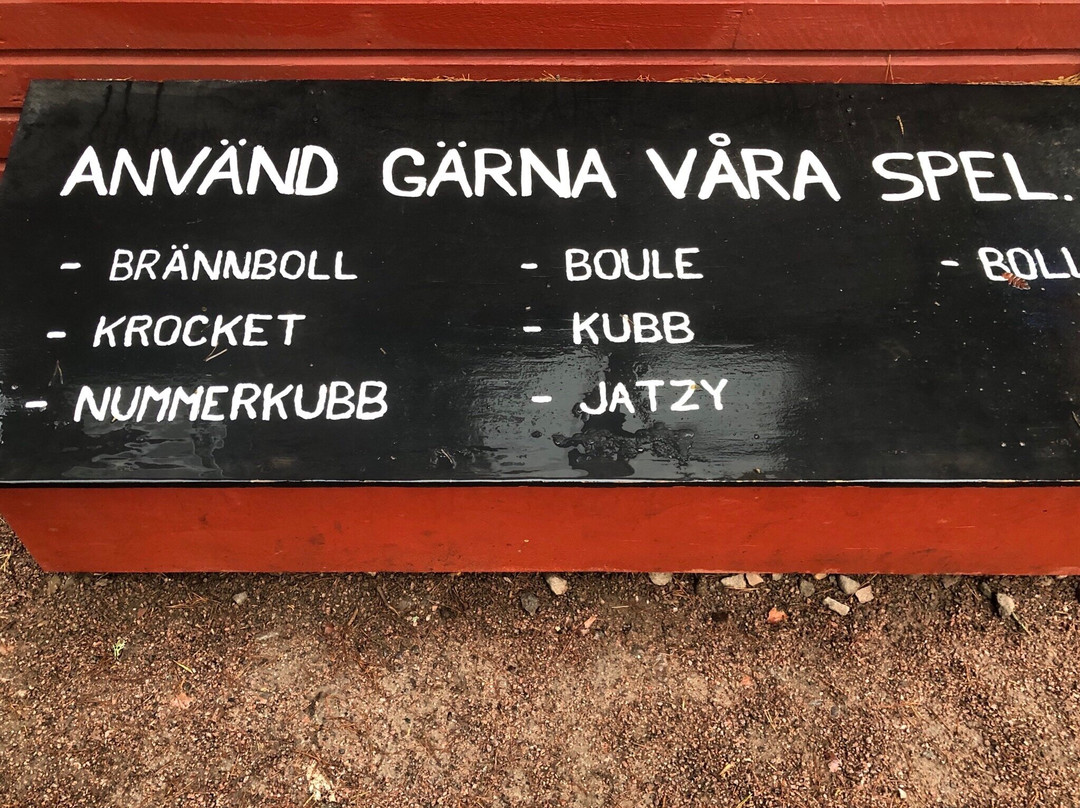 ANVÄND GÄRNA VÅRA SPEL.
- BRÄNNBOLL
- KROCKET
- NUMMERKUBB
- BOULE
- KUBB
- JATZY